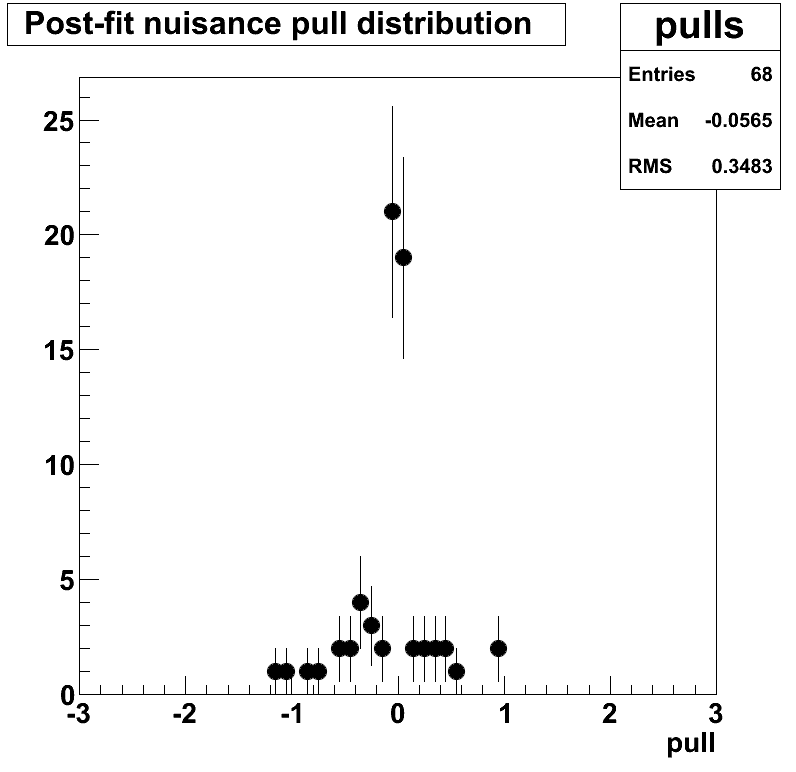 Post-fit nuisance pull distribution
pulls
Entries 68
Mean -0.0565
RMS 0.3483
25
20
15
10
5
0
-3 -2 -1 0 1 2 3
pull